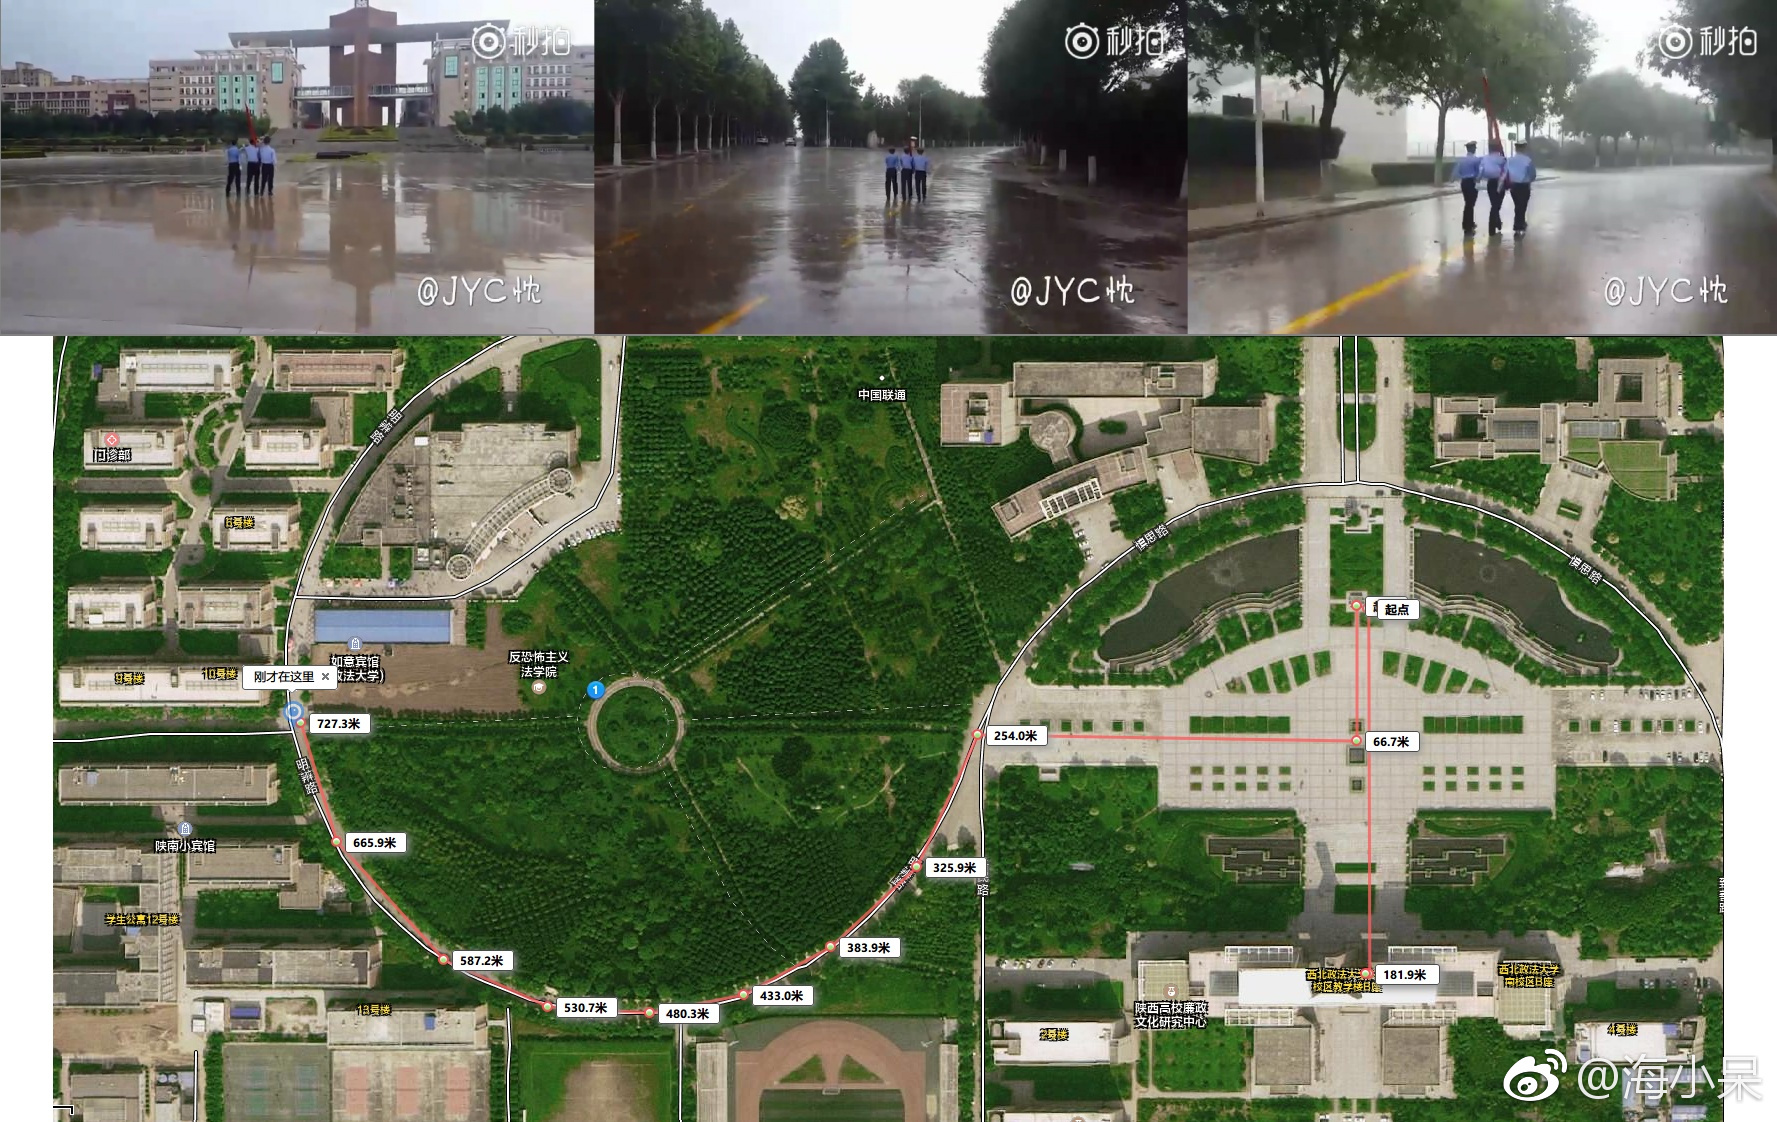 秒拍
秒拍
秒拍
@JYC忱
@JYC忱
@JYC忱
中国联通
明辨路
问诊部
慎思路
慎思路
6号楼
起点
如意宾馆
政法大学)
反恐怖主义
法学院
9号楼
10号楼
刚才在这里
1
727.3米
254.0米
66.7米
明辨路
665.9米
陕南小宾馆
325.9米
路
学生公寓12号楼
383.9米
587.2米
西北政法大学
校区教学楼B座
181.9米
西北政法大学
南校区B座
433.0米
530.7米
480.3米
13号楼
陕西高校廉政
文化研究中心
2号楼
4号楼
@海小呆